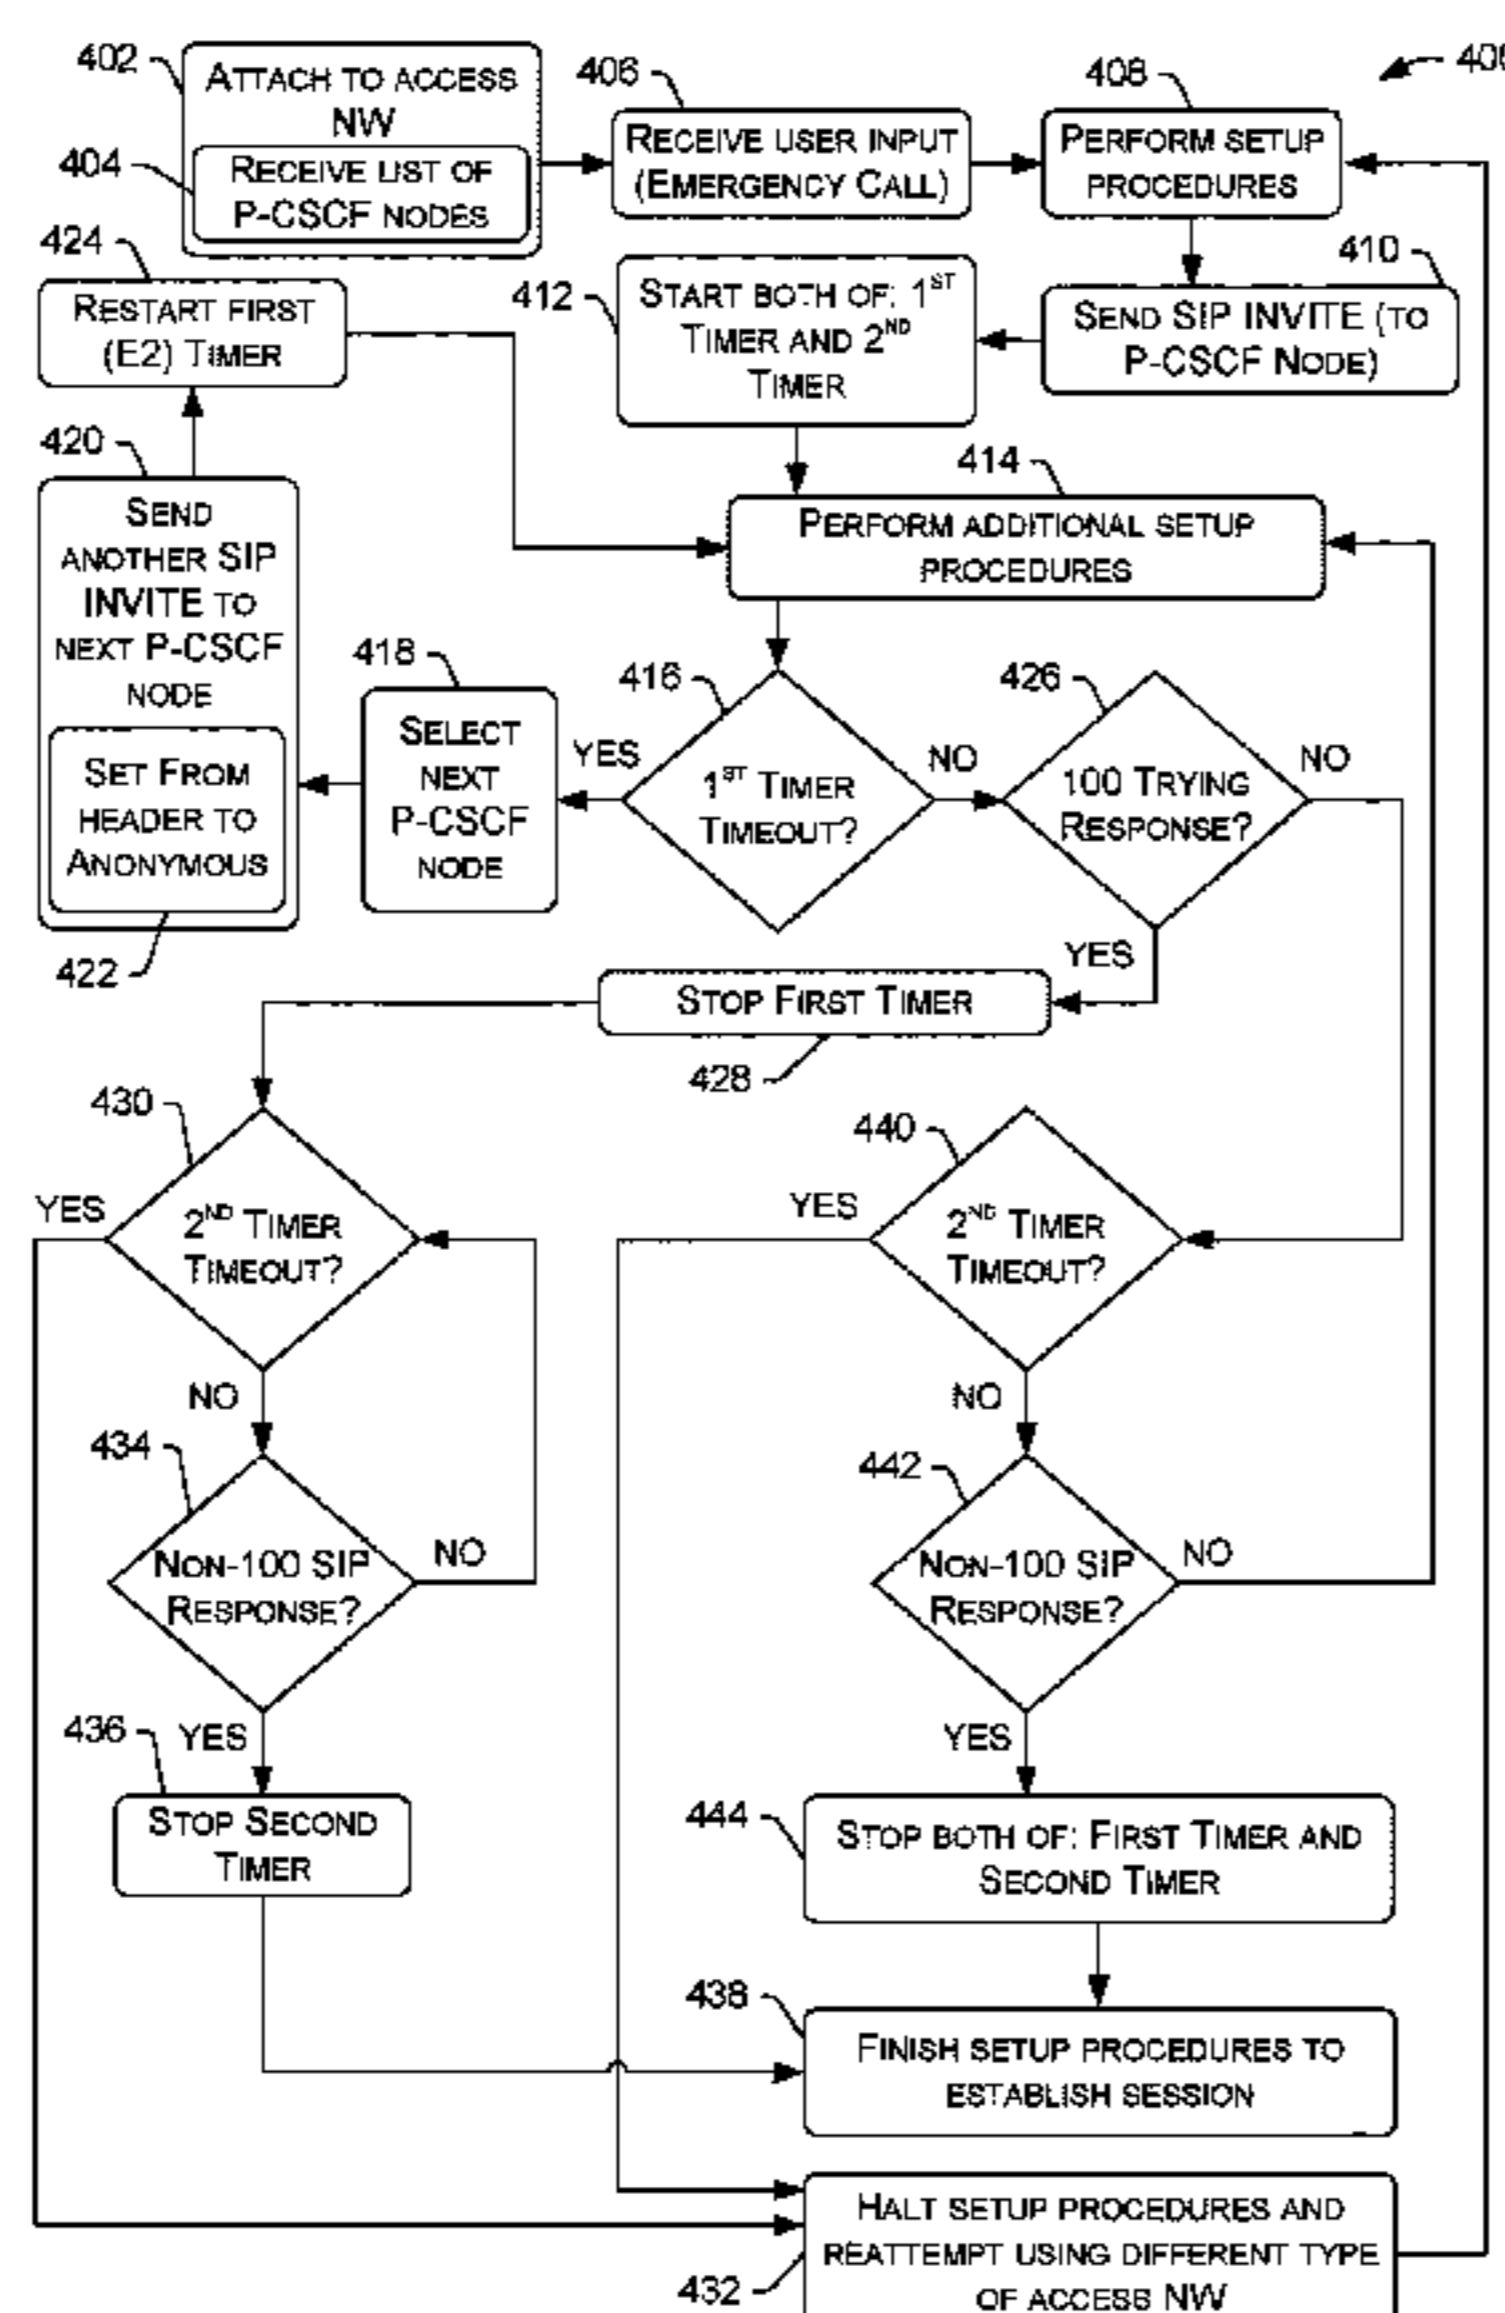 402
ATTACH TO ACCESS
NW
404
RECEIVE LIST OF
P-CSCF NODES
406
RECEIVE USER INPUT
(EMERGENCY CALL)
408
PERFORM SETUP
PROCEDURES
410
SEND SIP INVITE (TO
P-CSCF NODE)
412
START BOTH OF: 1ST
TIMER AND 2ND
TIMER
424
RESTART FIRST
(E2) TIMER
420
SEND
ANOTHER SIP
INVITE TO
NEXT P-CSCF
NODE
SET FROM
HEADER TO
ANONYMOUS
422
414
PERFORM ADDITIONAL SETUP
PROCEDURES
418
SELECT
NEXT
P-CSCF
NODE
YES
416
1ST TIMER
TIMEOUT?
NO
426
100 TRYING
RESPONSE?
NO
YES
STOP FIRST TIMER
428
430
YES
2ND TIMER
TIMEOUT?
NO
434
NON-100 SIP
RESPONSE?
NO
YES
436
STOP SECOND
TIMER
440
YES
2ND TIMER
TIMEOUT?
NO
442
NON-100 SIP
RESPONSE?
NO
YES
444
STOP BOTH OF: FIRST TIMER AND
SECOND TIMER
438
FINISH SETUP PROCEDURES TO
ESTABLISH SESSION
HALT SETUP PROCEDURES AND
REATTEMPT USING DIFFERENT TYPE
OF ACCESS NW
432